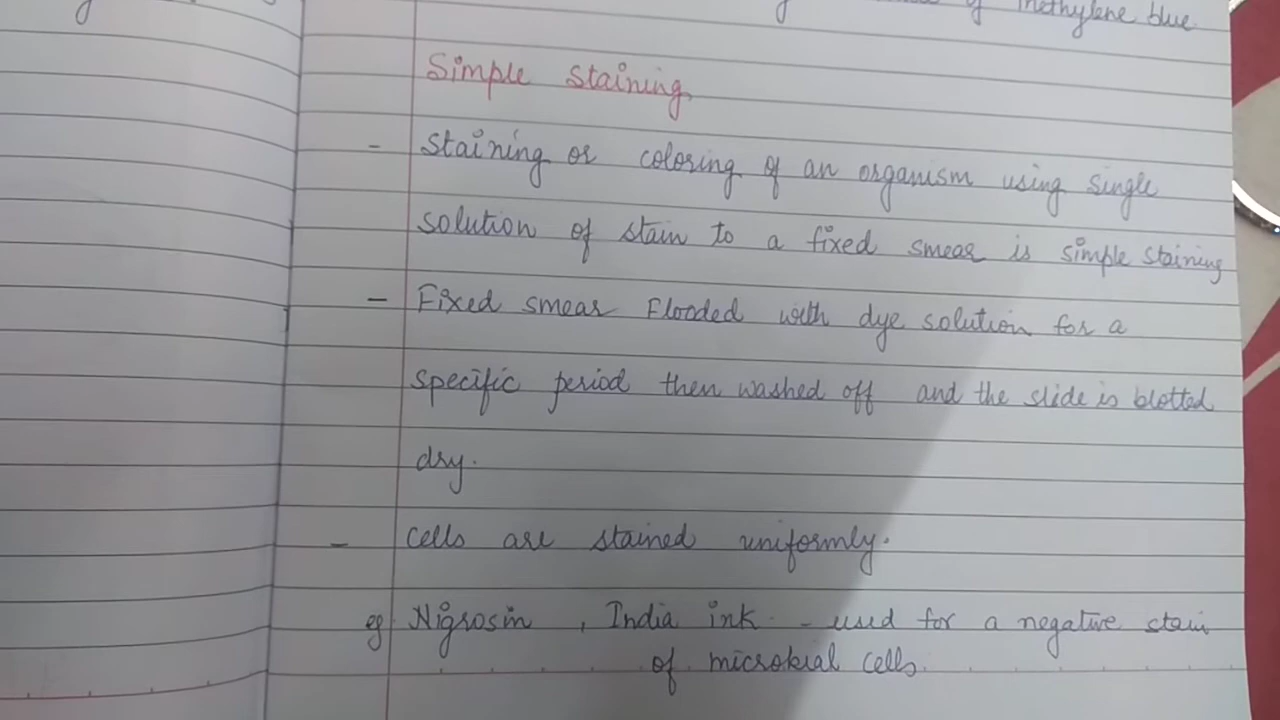 methylene blue
Simple Staining
- Staining or coloring of an organism using single
solution of stain to a fixed smear is simple staining
- Fixed smear Flooded with dye solution for a
specific period then washed off and the slide is blotted
dry.
- cells are stained uniformly.
eg Nigrosin, India ink - used for a negative stain
of microbial cells.